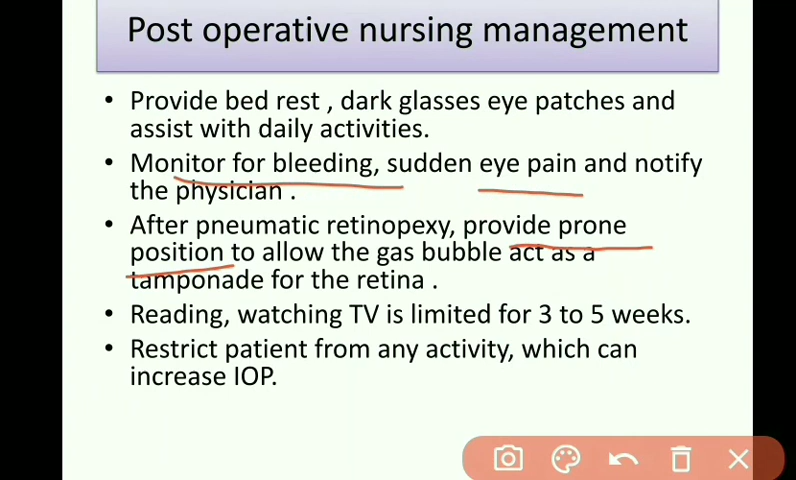 Post operative nursing management
• Provide bed rest , dark glasses eye patches and
assist with daily activities.
• Monitor for bleeding, sudden eye pain and notify
the physician .
• After pneumatic retinopexy, provide prone
position to allow the gas bubble act as a
tamponade for the retina .
• Reading, watching TV is limited for 3 to 5 weeks.
• Restrict patient from any activity, which can
increase IOP.